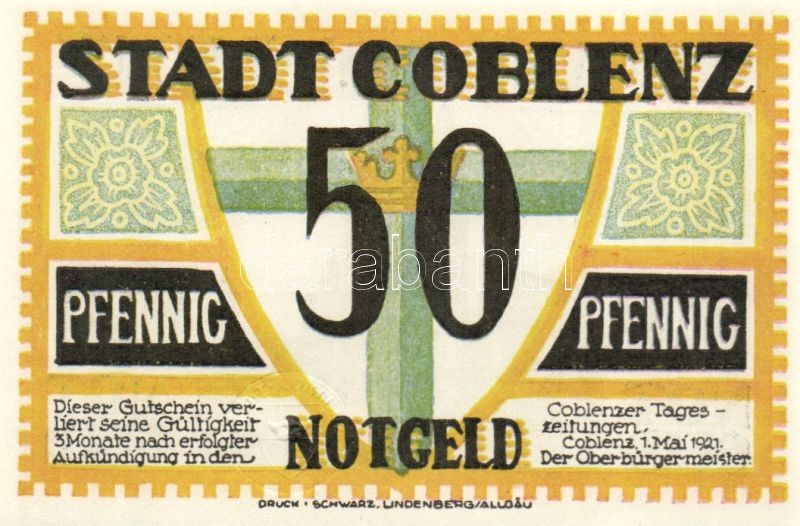 STADT COBLENZ
50
PFENNIG
PFENNIG
Dieser Gutschein ver-
liert seine Gültigkeit
3 Monate nach erfolgter
Aufkündigung in den
NOTGELD
Coblenzer Tages-
zeitungen.
Coblenz, 1. Mai 1921.
Der Oberbürgermeister.
DRUCK · SCHWARZ, LINDENBERG/ALLGÄU
darabanth